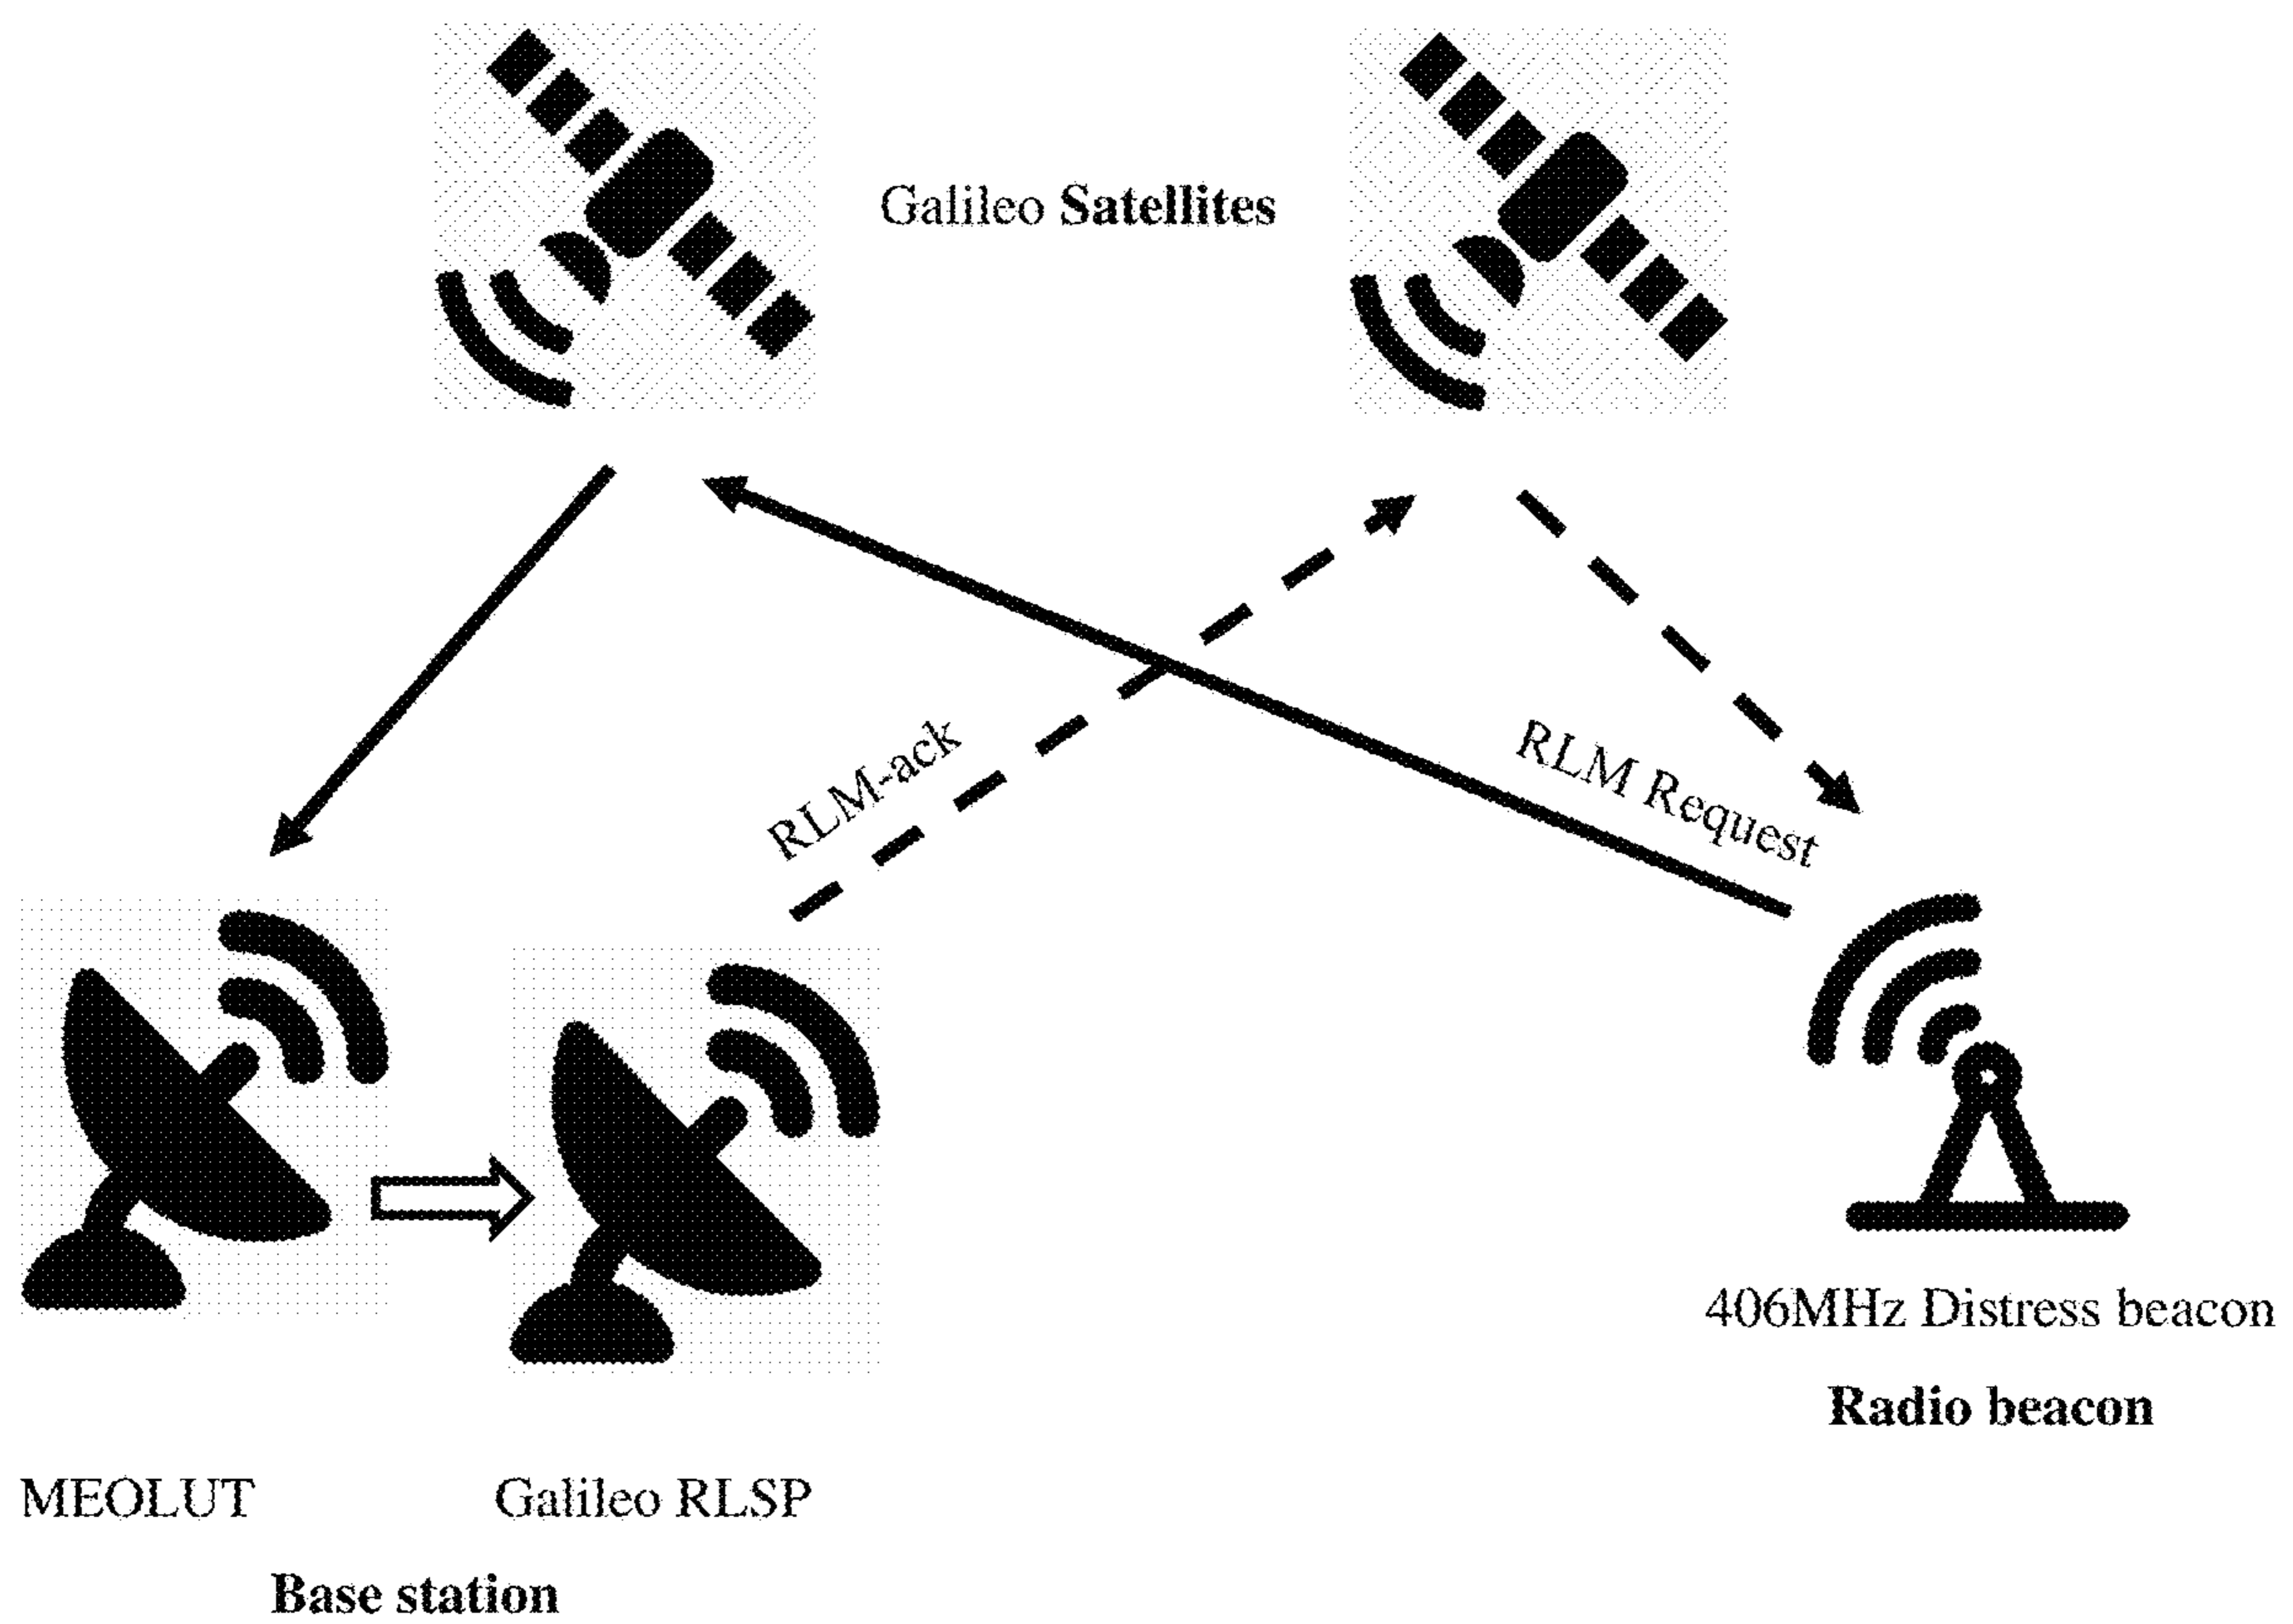 Galileo Satellites
RLM-ack
RLM Request
406MHz Distress beacon
Radio beacon
MEOLUT
Galileo RLSP
Base station